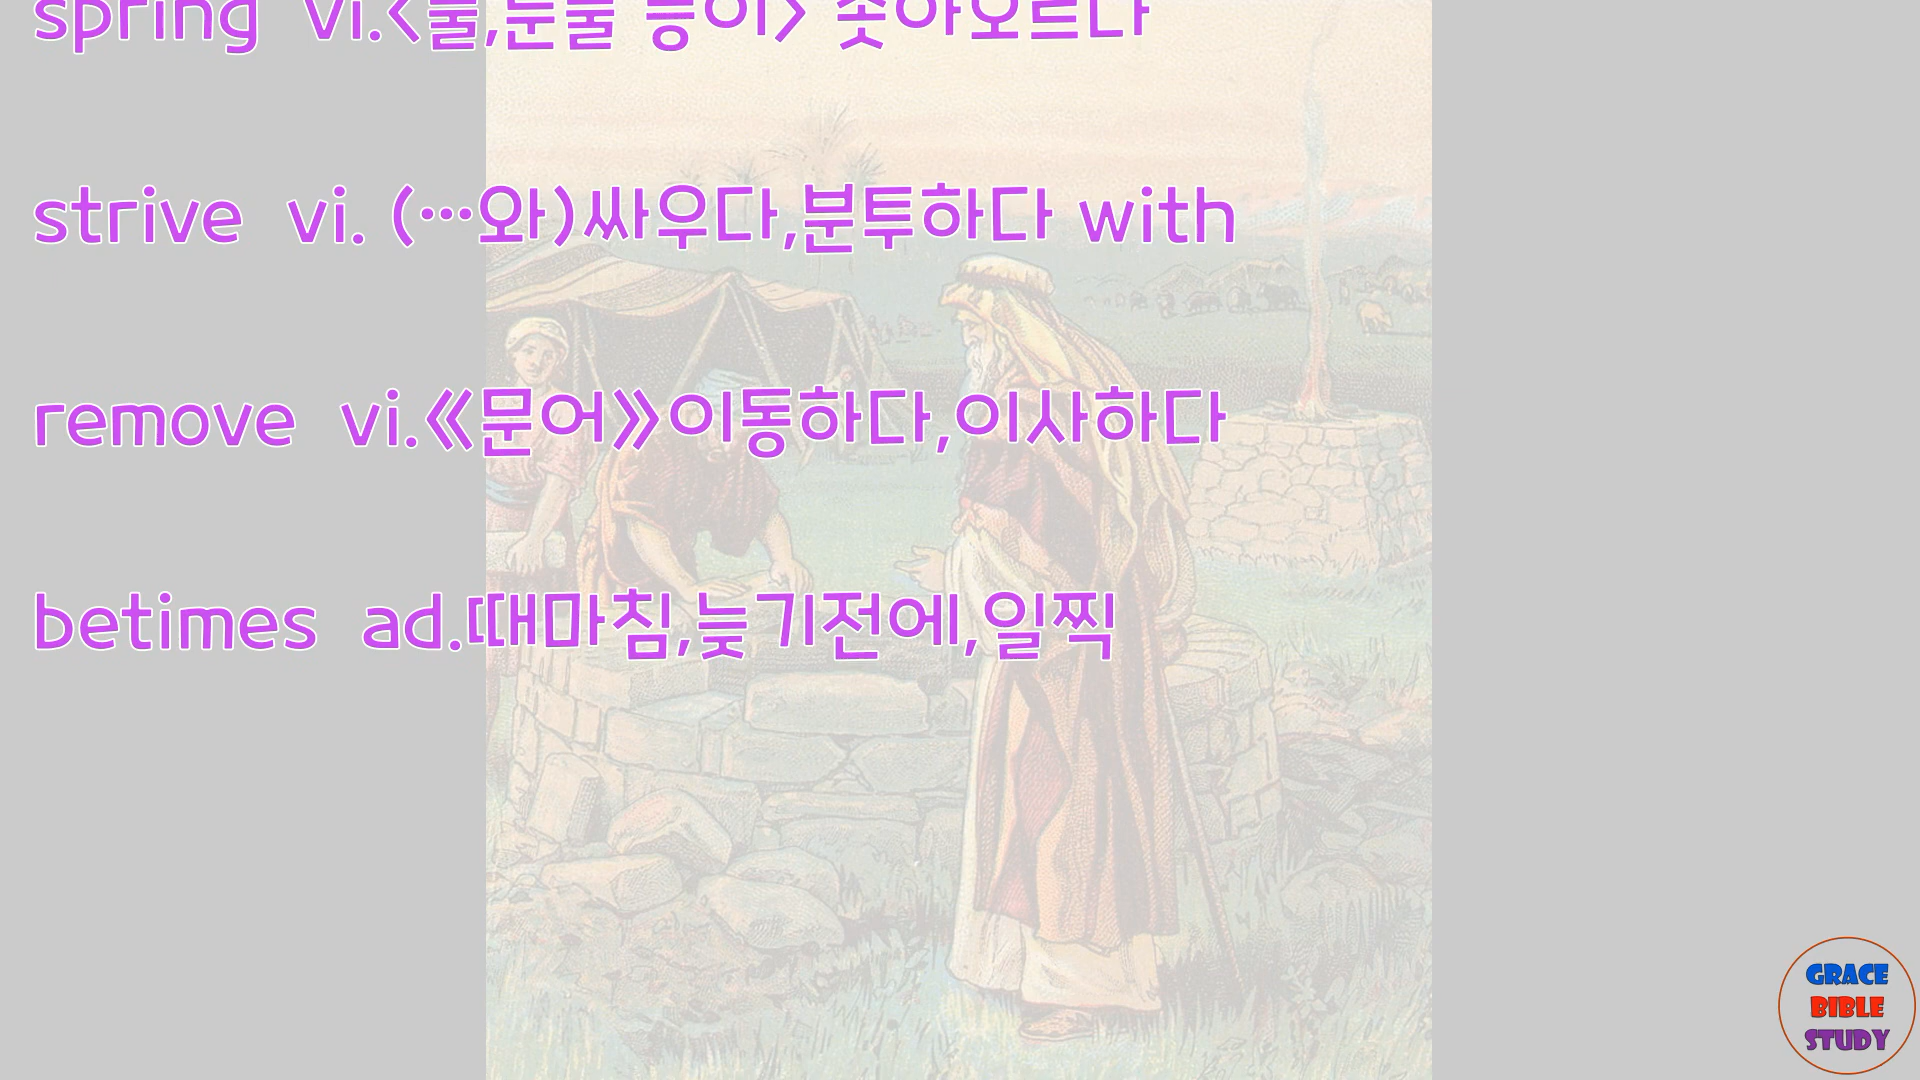 spring vi.<물,눈물 등이> 솟아오르다
strive vi. (…와)싸우다,분투하다 with
remove vi.《문어》이동하다,이사하다
betimes ad.때마침,늦기전에,일찍
GRACE
BIBLE
STUDY